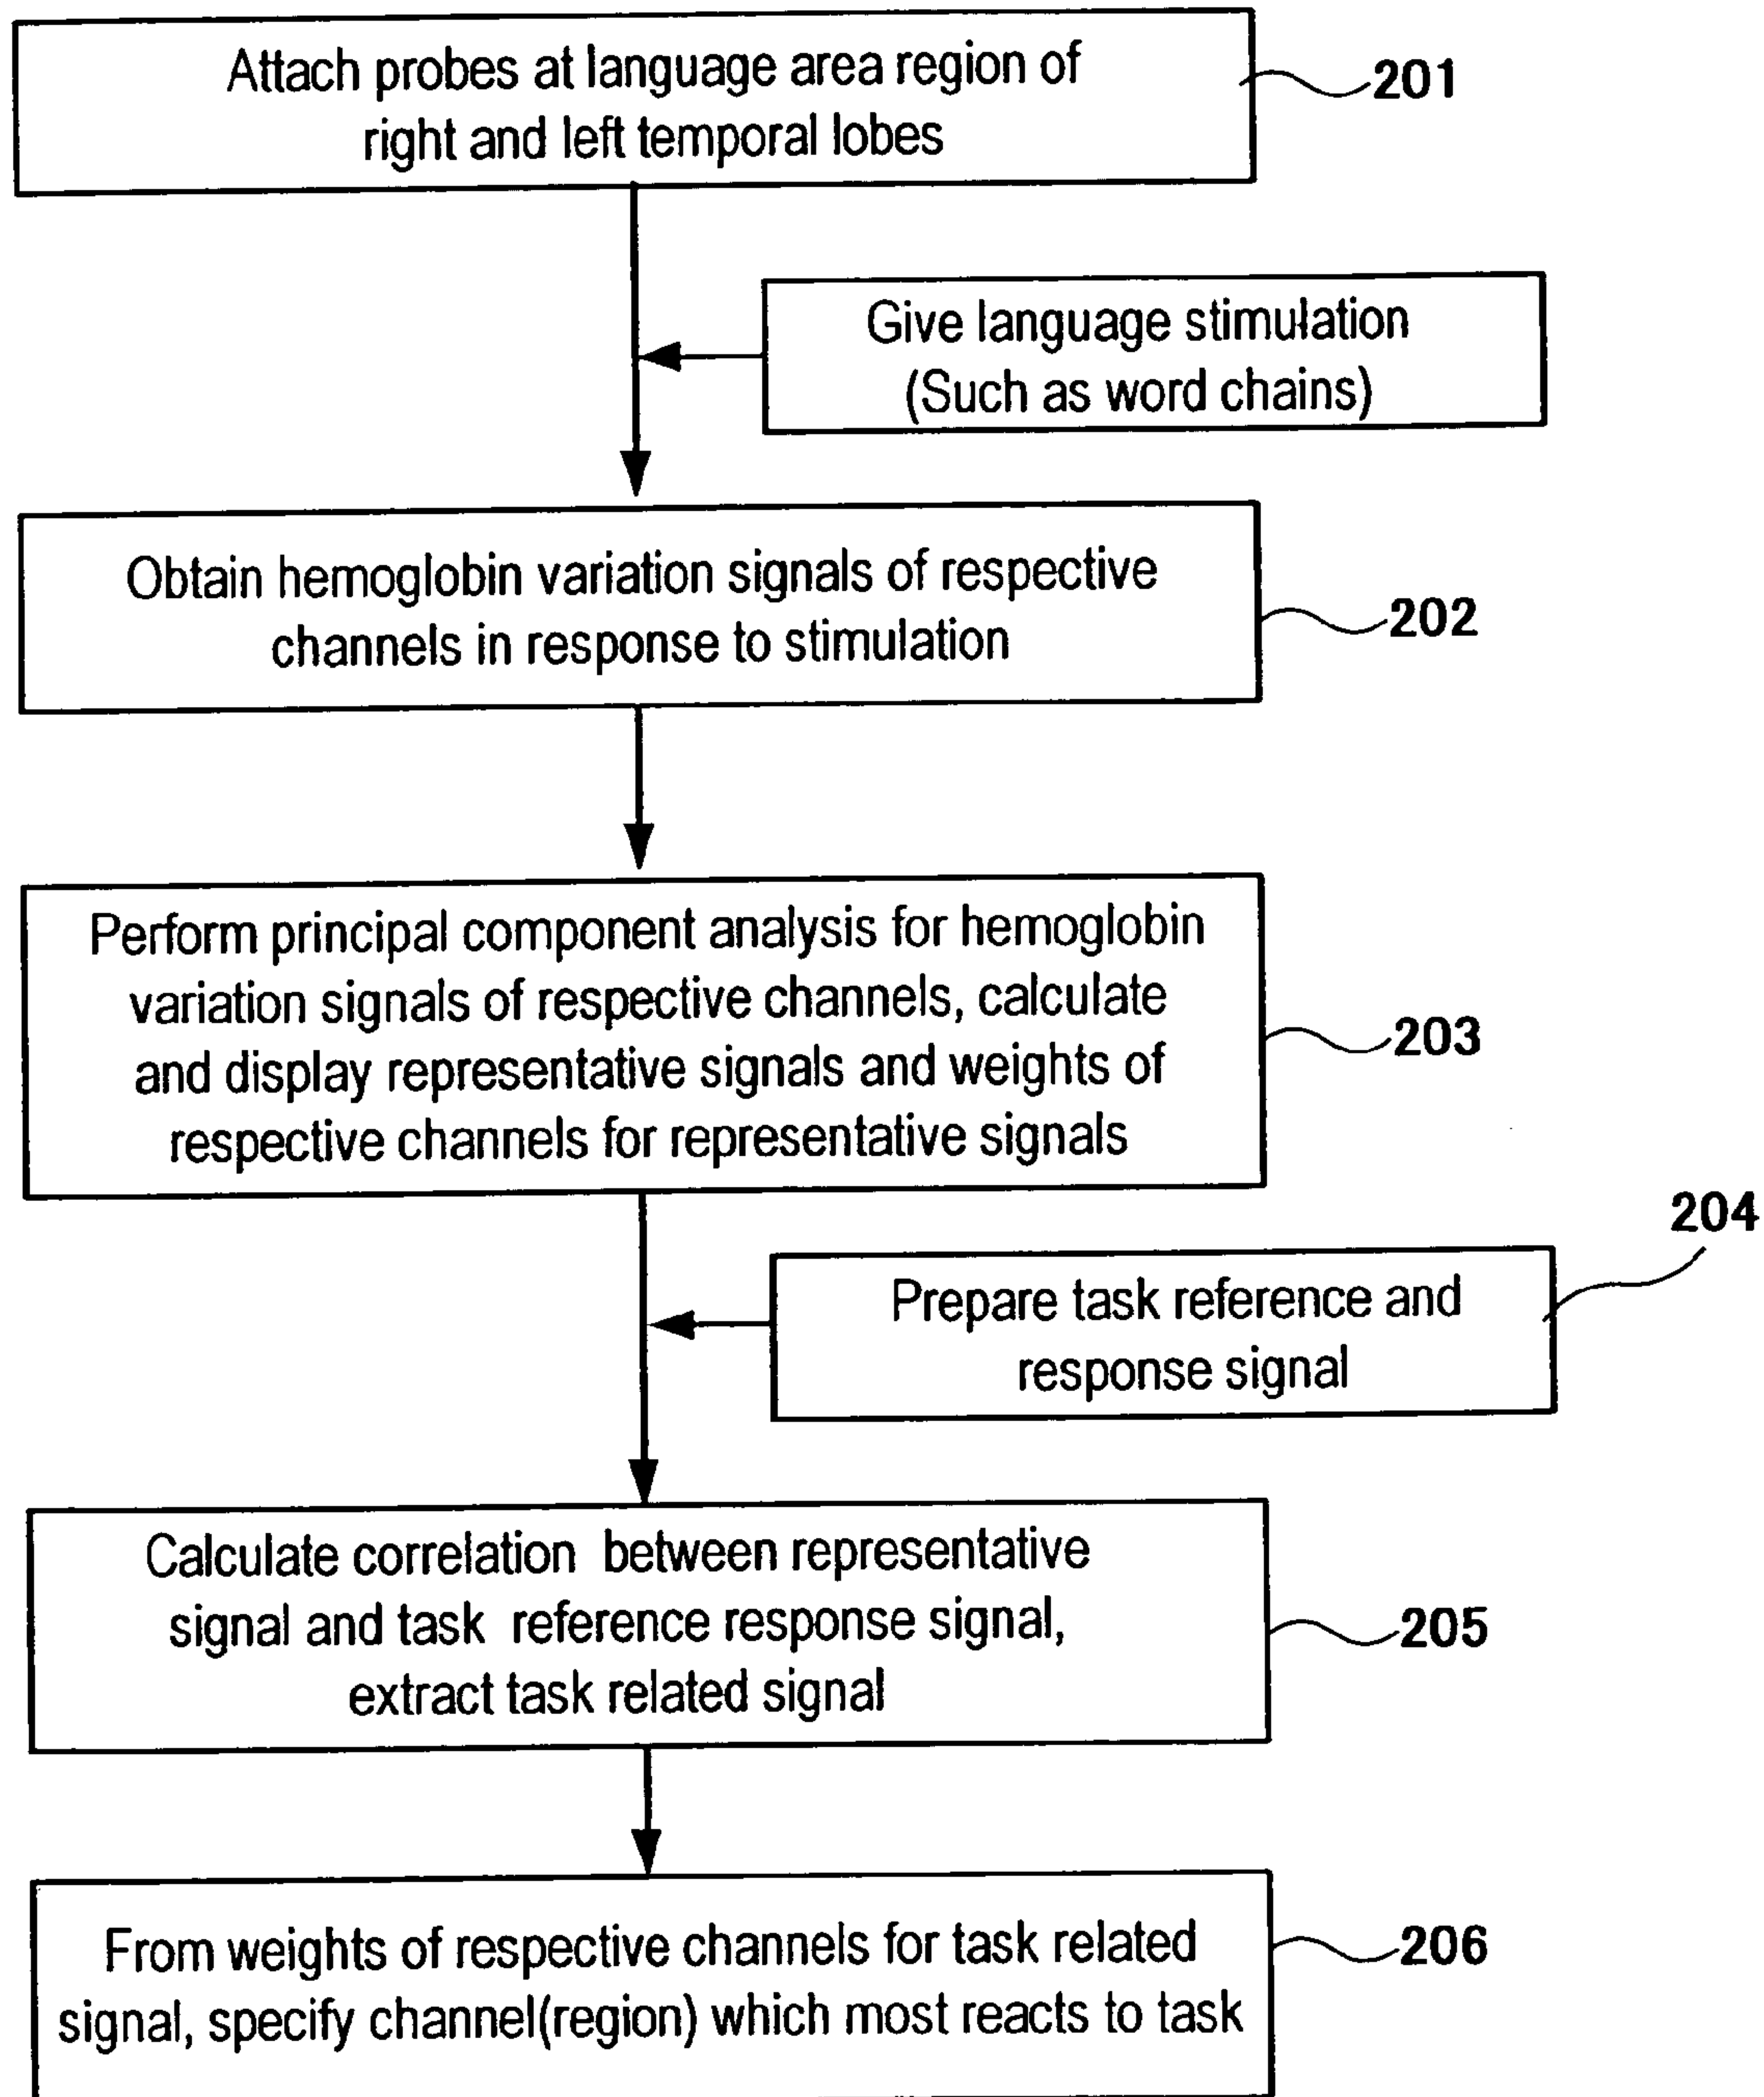 Attach probes at language area region of
right and left temporal lobes
201
Give language stimulation
(Such as word chains)
Obtain hemoglobin variation signals of respective
channels in response to stimulation
202
Perform principal component analysis for hemoglobin
variation signals of respective channels, calculate
and display representative signals and weights of
respective channels for representative signals
203
204
Prepare task reference and
response signal
Calculate correlation between representative
signal and task reference response signal,
extract task related signal
205
From weights of respective channels for task related
signal, specify channel(region) which most reacts to task
206